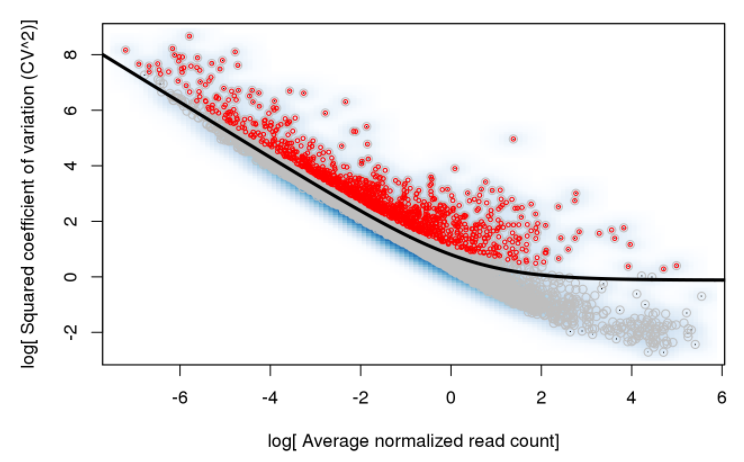 log[ Squared coefficient of variation (CV^2)]
8
6
4
2
0
-2
-6 -4 -2 0 2 4 6
log[ Average normalized read count]